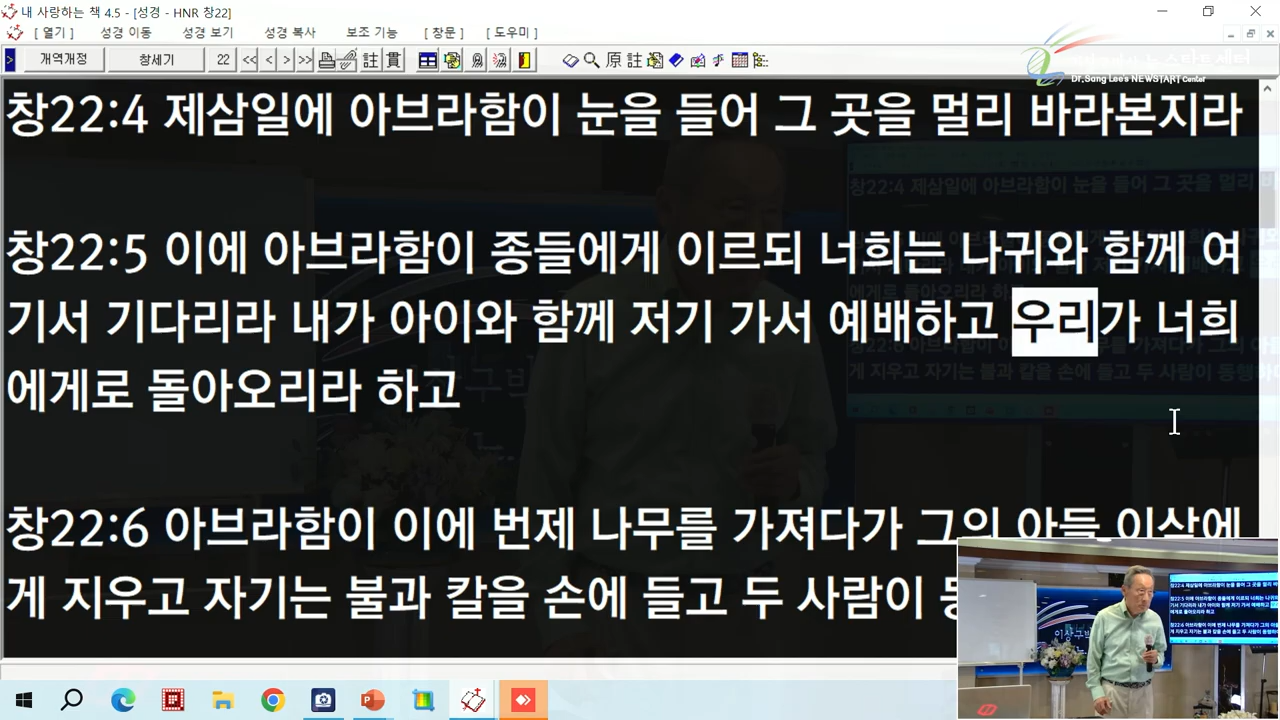 내 사랑하는 책 4.5 - [성경 - HNR 창22]
[ 열기 ] 성경 이동 성경 보기 성경 복사 보조 기능 [ 창문 ] [ 도우미 ]
> 개역개정 창세기 22 << < > >> 註 貫 原 註
Dr.Sang Lee's NEWSTART Center
창22:4 제삼일에 아브라함이 눈을 들어 그 곳을 멀리 바라본지라
창22:5 이에 아브라함이 종들에게 이르되 너희는 나귀와 함께 여
기서 기다리라 내가 아이와 함께 저기 가서 예배하고 우리가 너희
에게로 돌아오리라 하고
창22:6 아브라함이 이에 번제 나무를 가져다가 그의 아들 이삭에
게 지우고 자기는 불과 칼을 손에 들고 두 사람이